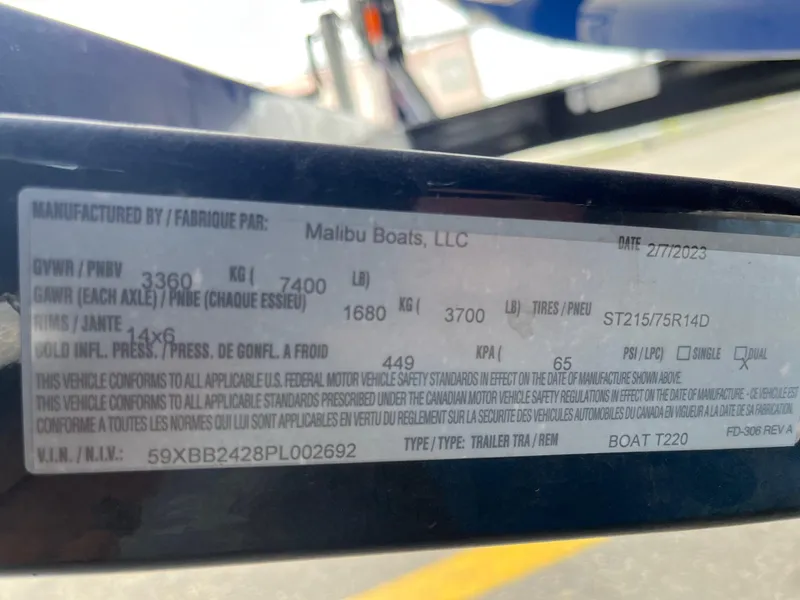 MANUFACTURED BY / FABRIQUE PAR: Malibu Boats, LLC DATE 2/7/2023
GVWR / PNBV 3360 KG ( 7400 LB)
GAWR (EACH AXLE) / PNBE (CHAQUE ESSIEU) 1680 KG ( 3700 LB) TIRES / PNEU ST215/75R14D
RIMS / JANTE 14x6
COLD INFL. PRESS. / PRESS. DE GONFL. A FROID 449 KPA ( 65 PSI / LPC) SINGLE X DUAL
THIS VEHICLE CONFORMS TO ALL APPLICABLE U.S. FEDERAL MOTOR VEHICLE SAFETY STANDARDS IN EFFECT ON THE DATE OF MANUFACTURE SHOWN ABOVE.
THIS VEHICLE CONFORMS TO ALL APPLICABLE STANDARDS PRESCRIBED UNDER THE CANADIAN MOTOR VEHICLE SAFETY REGULATIONS IN EFFECT ON THE DATE OF MANUFACTURE - CE VEHICULE EST
CONFORME A TOUTES LES NORMES QUI LUI SONT APPLICABLES EN VERTU DU REGLEMENT SUR LA SECURITE DES VEHICULES AUTOMOBILES DU CANADA EN VIGUEUR A LA DATE DE SA FABRICATION.
V.I.N. / N.I.V.: 59XBB2428PL002692 TYPE / TYPE: TRAILER TRA / REM BOAT T220 FD-306 REV A